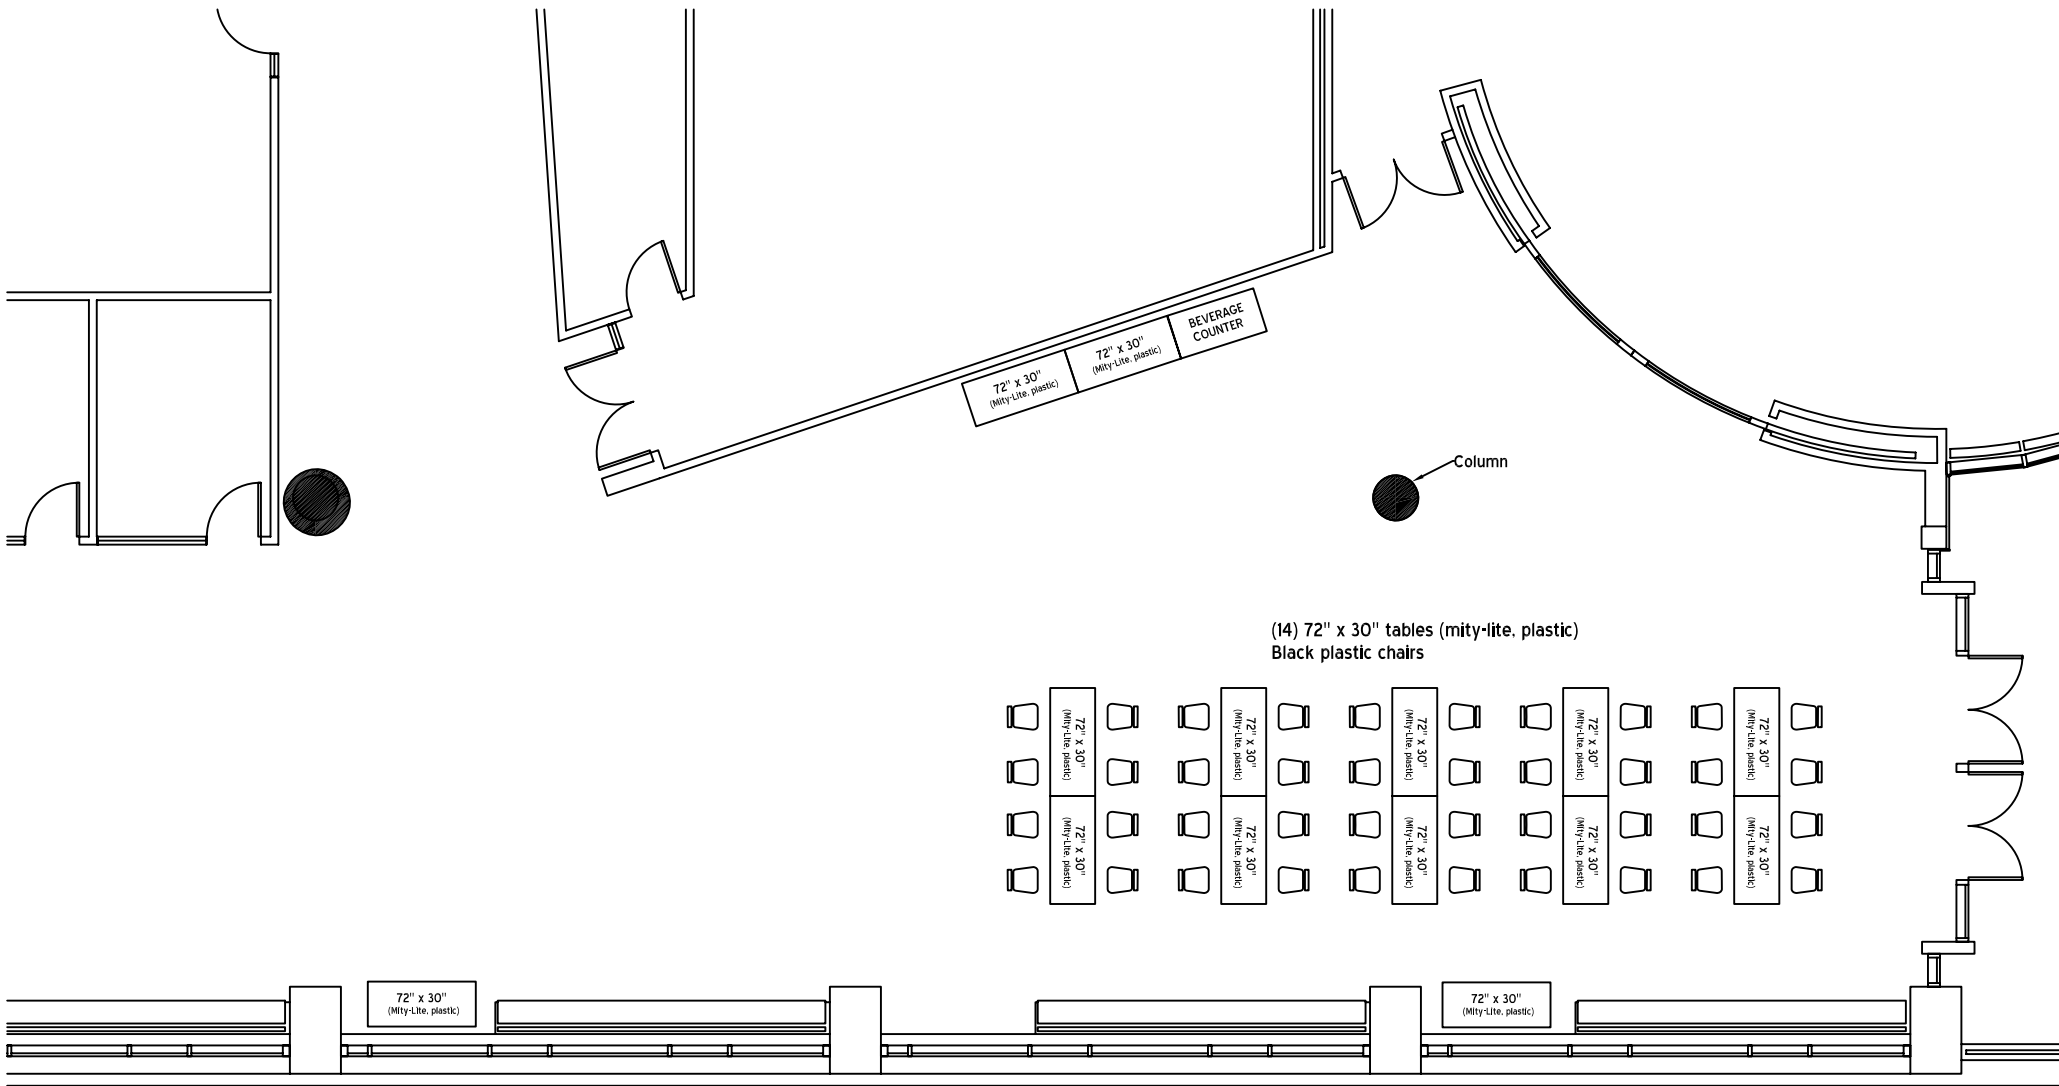 BEVERAGE
COUNTER
72" x 30"
(Mity-Lite, plastic)
72" x 30"
(Mity-Lite, plastic)
Column
(14) 72" x 30" tables (mity-lite, plastic)
Black plastic chairs
72" x 30"
(Mity-Lite, plastic)
72" x 30"
(Mity-Lite, plastic)
72" x 30"
(Mity-Lite, plastic)
72" x 30"
(Mity-Lite, plastic)
72" x 30"
(Mity-Lite, plastic)
72" x 30"
(Mity-Lite, plastic)
72" x 30"
(Mity-Lite, plastic)
72" x 30"
(Mity-Lite, plastic)
72" x 30"
(Mity-Lite, plastic)
72" x 30"
(Mity-Lite, plastic)
72" x 30"
(Mity-Lite, plastic)
72" x 30"
(Mity-Lite, plastic)